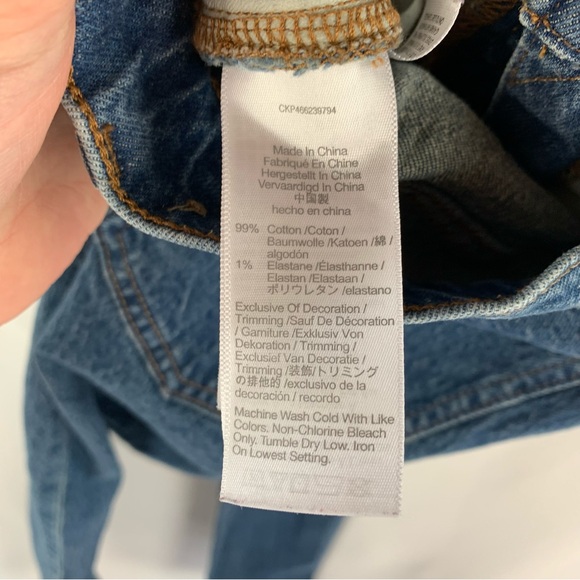 CKP466239794
Made In China
Fabriqué En Chine
Hergestellt In China
Vervaardigd In China
中国製
hecho en china
99% Cotton /Coton /
Baumwolle /Katoen /綿 /
algodón
1% Elastane /Élasthanne /
Elastan /Elastaan /
ポリウレタン /elastano
Exclusive Of Decoration /
Trimming /Sauf De Décoration
/ Garniture /Exklusiv Von
Dekoration / Trimming /
Exclusief Van Decoratie /
Trimming /装飾/トリミング
の排他的 /exclusivo de la
decoración / recorado
Machine Wash Cold With Like
Colors. Non-Chlorine Bleach
Only. Tumble Dry Low. Iron
On Lowest Setting.